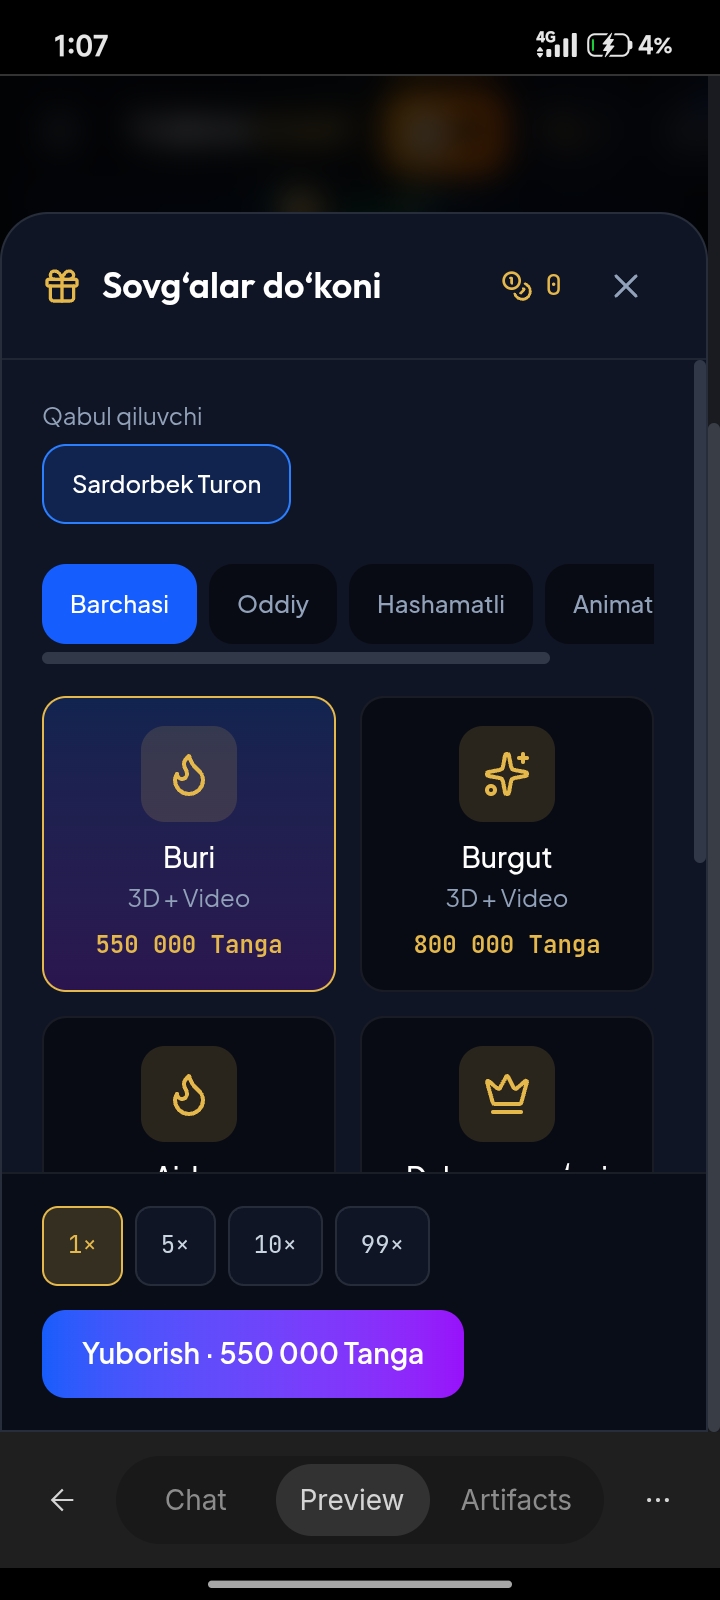 1:07
4G
4%
Sovg‘alar do‘koni
0
Qabul qiluvchi
Sardorbek Turon
Barchasi
Oddiy
Hashamatli
Animat
Buri
3D + Video
550 000 Tanga
Burgut
3D + Video
800 000 Tanga
1×
5×
10×
99×
Yuborish · 550 000 Tanga
Chat
Preview
Artifacts